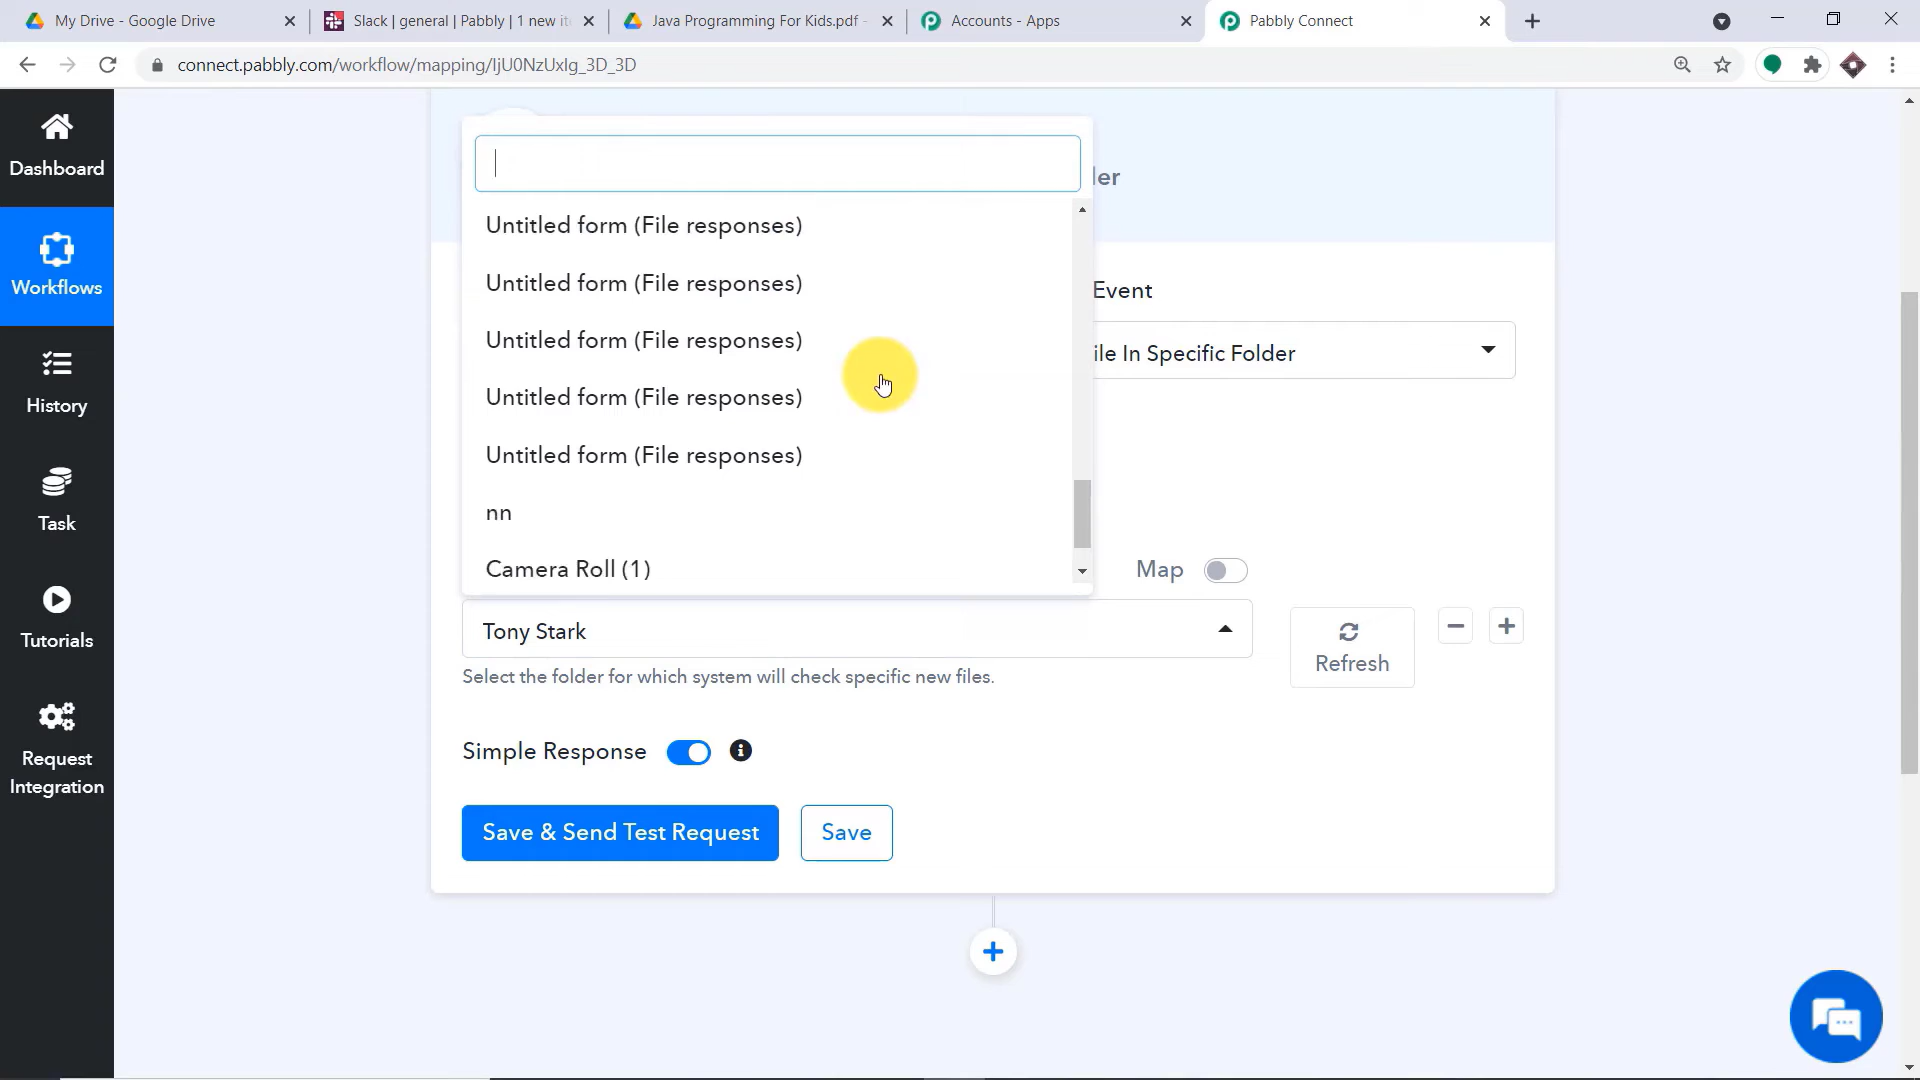 My Drive - Google Drive
Slack | general | Pabbly | 1 new it
Java Programming For Kids.pdf -
Accounts - Apps
Pabbly Connect
connect.pabbly.com/workflow/mapping/IjU0NzUxIg_3D_3D
Dashboard
Workflows
History
Task
Tutorials
Request
Integration
der
Untitled form (File responses)
Untitled form (File responses)
Untitled form (File responses)
Untitled form (File responses)
Untitled form (File responses)
nn
Camera Roll (1)
Event
ile In Specific Folder
Map
Tony Stark
Refresh
Select the folder for which system will check specific new files.
Simple Response
Save & Send Test Request
Save